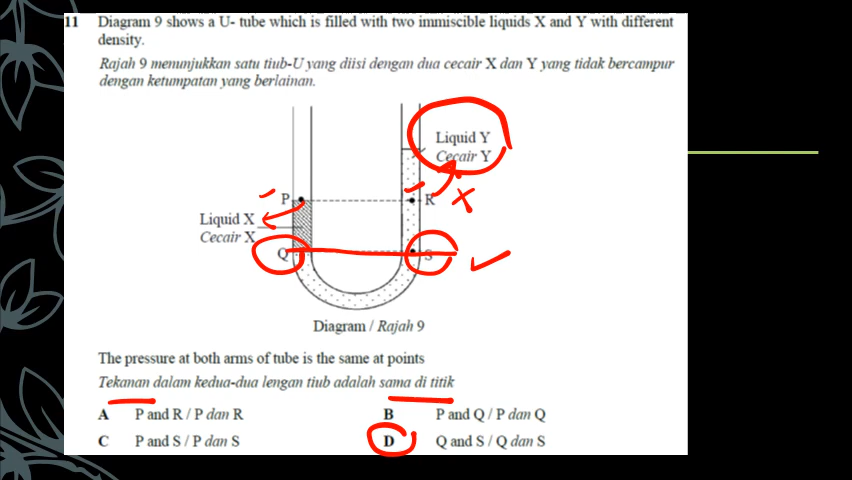 11 Diagram 9 shows a U- tube which is filled with two immiscible liquids X and Y with different
density.
Rajah 9 menunjukkan satu tiub-U yang diisi dengan dua cecair X dan Y yang tidak bercampur
dengan ketumpatan yang berlainan.
Liquid Y
Cecair Y
P
R
X
Liquid X
Cecair X
Q
S
Diagram / Rajah 9
The pressure at both arms of tube is the same at points
Tekanan dalam kedua-dua lengan tiub adalah sama di titik
A P and R / P dan R
B P and Q / P dan Q
C P and S / P dan S
D Q and S / Q dan S